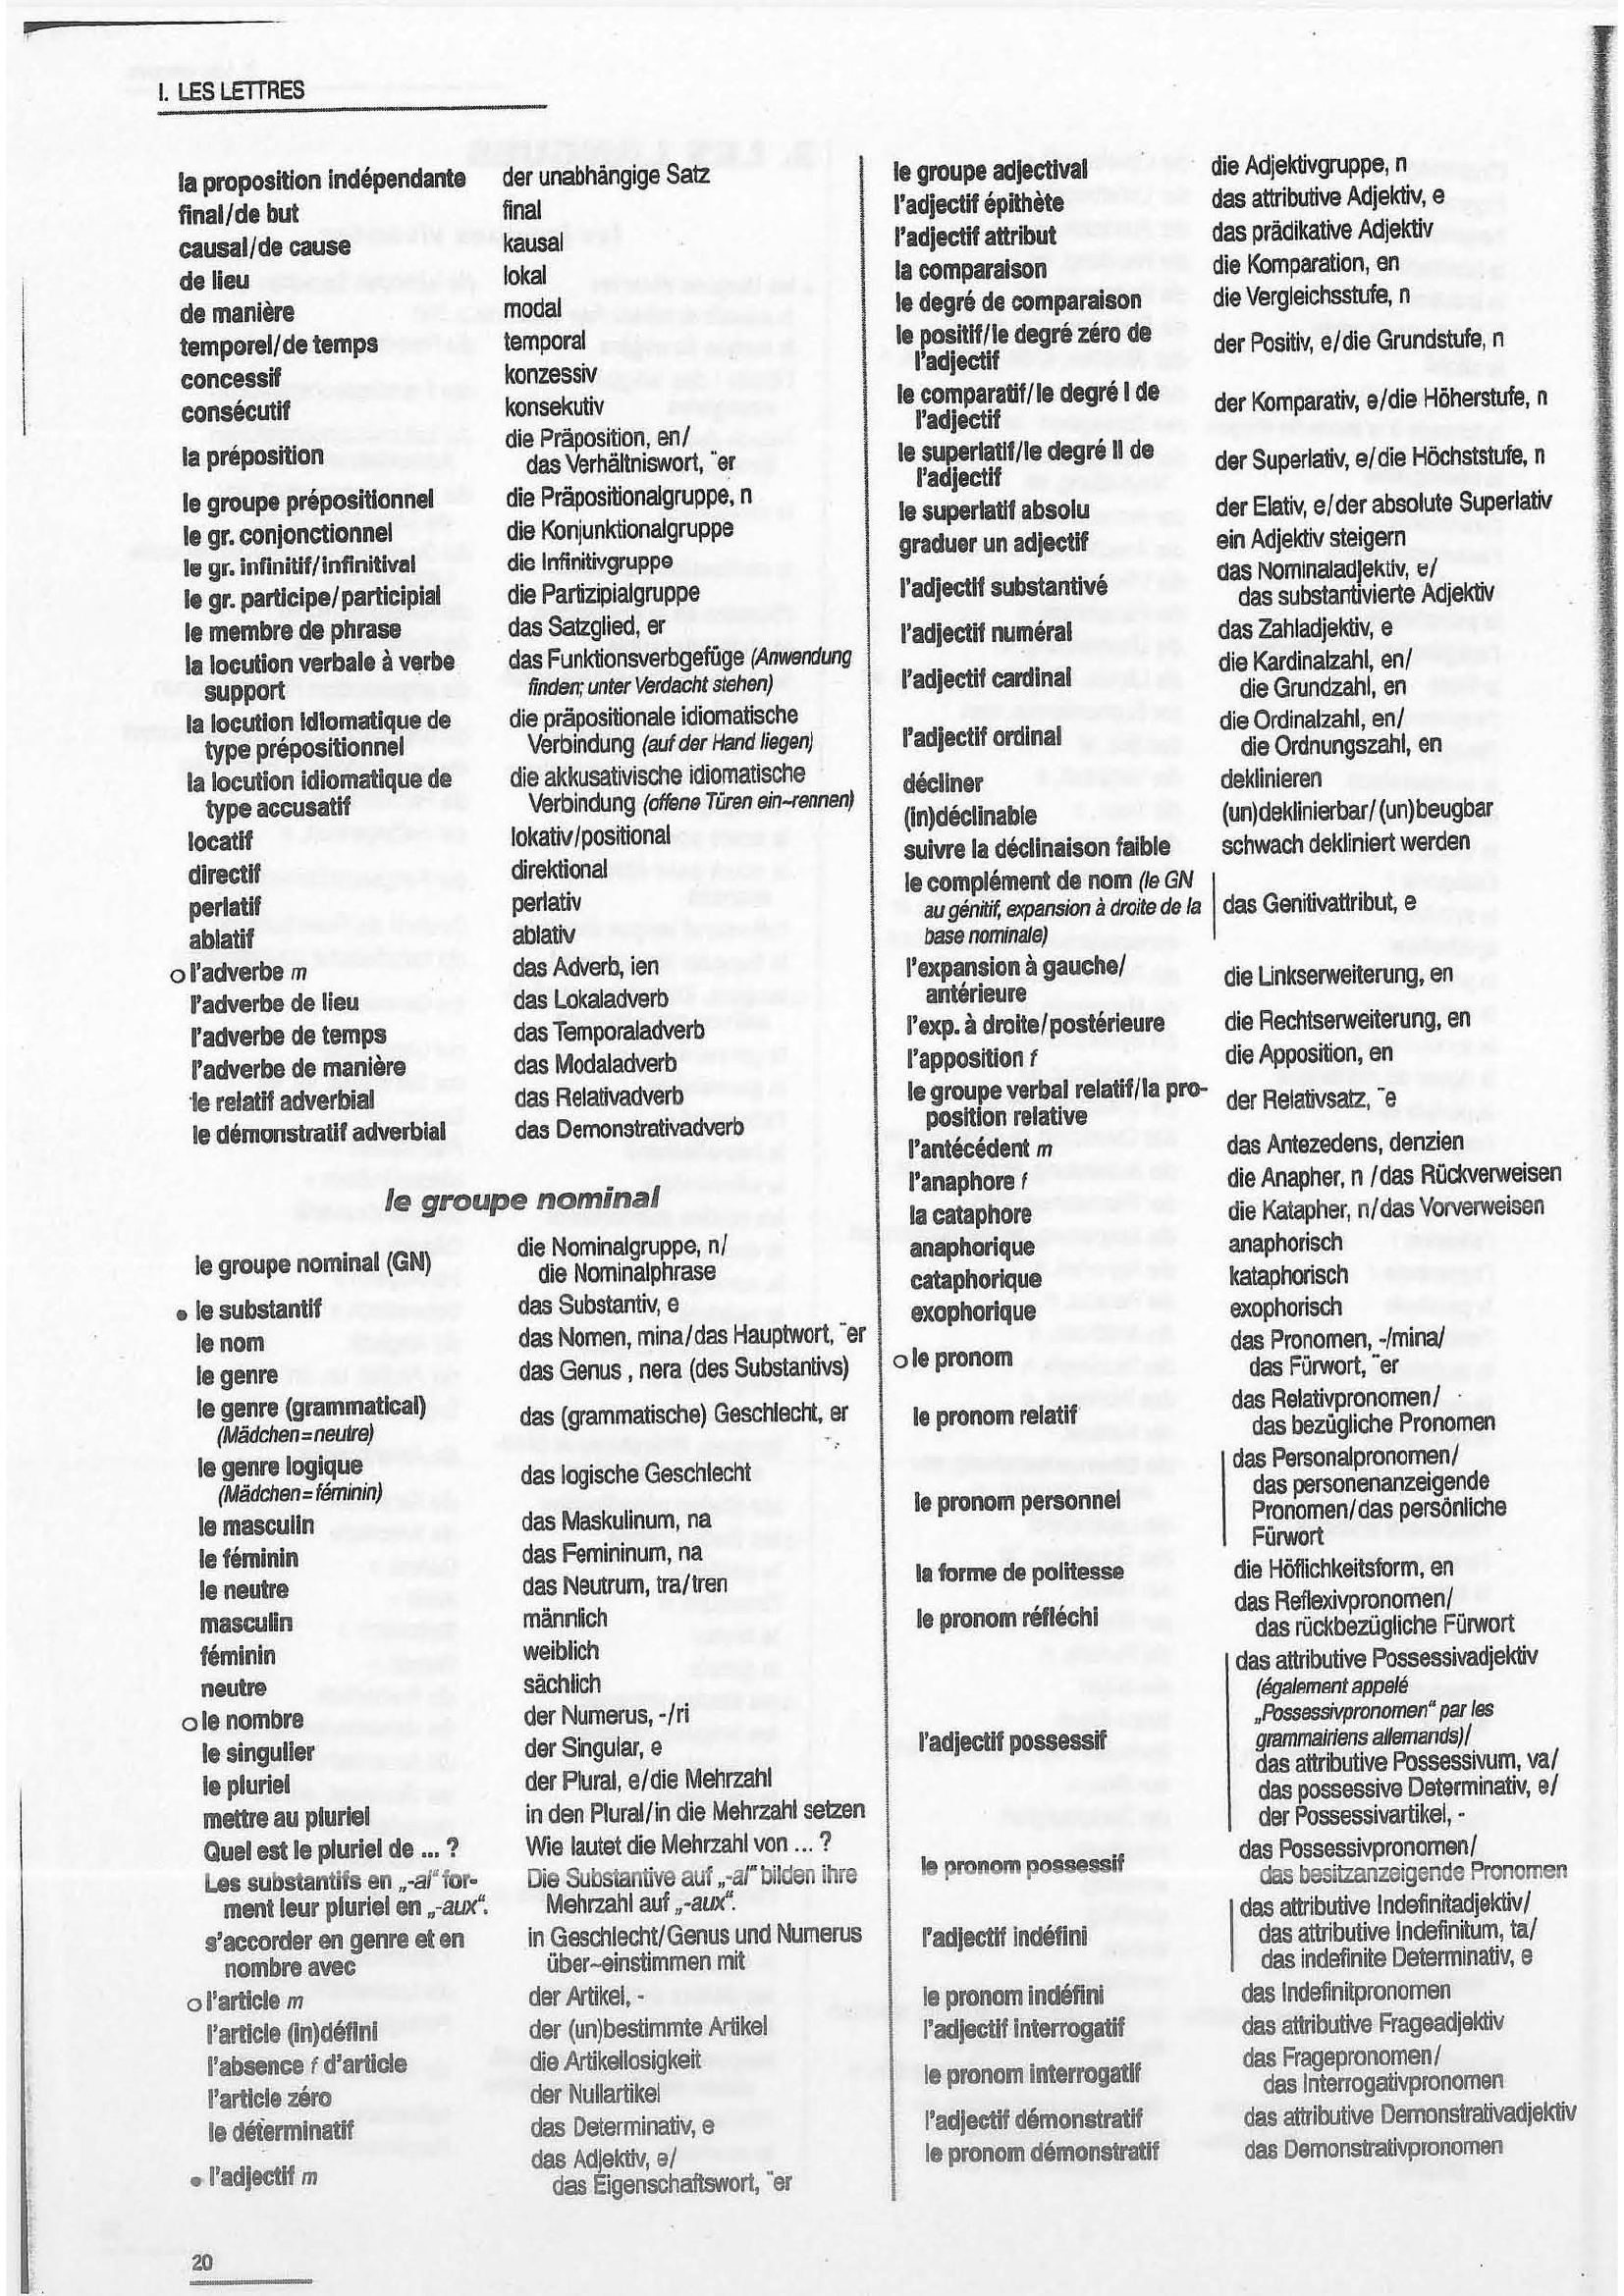 I. LES LETTRES
la proposition indépendante der unabhängige Satz
final/de but final
causal/de cause kausal
de lieu lokal
de manière modal
temporel/de temps temporal
concessif konzessiv
consécutif konsekutiv
la préposition die Präposition, en/
das Verhältniswort, ¨er
le groupe prépositionnel die Präpositionalgruppe, n
le gr. conjonctionnel die Konjunktionalgruppe
le gr. infinitif/infinitival die Infinitivgruppe
le gr. participe/participial die Partizipialgruppe
le membre de phrase das Satzglied, er
la locution verbale à verbe das Funktionsverbgefüge (Anwendung
support finden; unter Verdacht stehen)
la locution idiomatique de die präpositionale idiomatische
type prépositionnel Verbindung (auf der Hand liegen)
la locution idiomatique de die akkusativische idiomatische
type accusatif Verbindung (offene Türen ein~rennen)
locatif lokativ/positional
directif direktional
perlatif perlativ
ablatif ablativ
o l'adverbe m das Adverb, ien
l'adverbe de lieu das Lokaladverb
l'adverbe de temps das Temporaladverb
l'adverbe de manière das Modaladverb
le relatif adverbial das Relativadverb
le démonstratif adverbial das Demonstrativadverb
le groupe nominal
le groupe nominal (GN) die Nominalgruppe, n/
die Nominalphrase
• le substantif das Substantiv, e
le nom das Nomen, mina/das Hauptwort, ¨er
le genre das Genus , nera (des Substantivs)
le genre (grammatical) das (grammatische) Geschlecht, er
(Mädchen=neutre)
le genre logique das logische Geschlecht
(Mädchen=féminin)
le masculin das Maskulinum, na
le féminin das Femininum, na
le neutre das Neutrum, tra/tren
masculin männlich
féminin weiblich
neutre sächlich
o le nombre der Numerus, -/ri
le singulier der Singular, e
le pluriel der Plural, e/die Mehrzahl
mettre au pluriel in den Plural/in die Mehrzahl setzen
Quel est le pluriel de ... ? Wie lautet die Mehrzahl von ... ?
Les substantifs en „-al“ for- Die Substantive auf „-al“ bilden ihre
ment leur pluriel en „-aux“. Mehrzahl auf „-aux“.
s'accorder en genre et en in Geschlecht/Genus und Numerus
nombre avec über~einstimmen mit
o l'article m der Artikel, -
l'article (in)défini der (un)bestimmte Artikel
l'absence f d'article die Artikellosigkeit
l'article zéro der Nullartikel
le déterminatif das Determinativ, e
• l'adjectif m das Adjektiv, e/
das Eigenschaftswort, ¨er
le groupe adjectival die Adjektivgruppe, n
l'adjectif épithète das attributive Adjektiv, e
l'adjectif attribut das prädikative Adjektiv
la comparaison die Komparation, en
le degré de comparaison die Vergleichsstufe, n
le positif/le degré zéro de der Positiv, e/die Grundstufe, n
l'adjectif
le comparatif/le degré I de der Komparativ, e/die Höherstufe, n
l'adjectif
le superlatif/le degré II de der Superlativ, e/die Höchststufe, n
l'adjectif
le superlatif absolu der Elativ, e/der absolute Superlativ
graduer un adjectif ein Adjektiv steigern
l'adjectif substantivé das Nominaladjektiv, e/
das substantivierte Adjektiv
l'adjectif numéral das Zahladjektiv, e
l'adjectif cardinal die Kardinalzahl, en/
die Grundzahl, en
l'adjectif ordinal die Ordinalzahl, en/
die Ordnungszahl, en
décliner deklinieren
(in)déclinable (un)deklinierbar/(un)beugbar
suivre la déclinaison faible schwach dekliniert werden
le complément de nom (le GN
au génitif, expansion à droite de la das Genitivattribut, e
base nominale)
l'expansion à gauche/ die Linkserweiterung, en
antérieure
l'exp. à droite/postérieure die Rechtserweiterung, en
l'apposition f die Apposition, en
le groupe verbal relatif/la pro- der Relativsatz, ¨e
position relative
l'antécédent m das Antezedens, denzien
l'anaphore f die Anapher, n /das Rückverweisen
la cataphore die Katapher, n/das Vorverweisen
anaphorique anaphorisch
cataphorique kataphorisch
exophorique exophorisch
o le pronom das Pronomen, -/mina/
das Fürwort, ¨er
le pronom relatif das Relativpronomen/
das bezügliche Pronomen
le pronom personnel das Personalpronomen/
das personenanzeigende
Pronomen/das persönliche
Fürwort
la forme de politesse die Höflichkeitsform, en
le pronom réfléchi das Reflexivpronomen/
das rückbezügliche Fürwort
l'adjectif possessif das attributive Possessivadjektiv
(également appelé
„Possessivpronomen“ par les
grammairiens allemands)/
das attributive Possessivum, va/
das possessive Determinativ, e/
der Possessivartikel, -
le pronom possessif das Possessivpronomen/
das besitzanzeigende Pronomen
l'adjectif indéfini das attributive Indefinitadjektiv/
das attributive Indefinitum, ta/
das indefinite Determinativ, e
le pronom indéfini das Indefinitpronomen
l'adjectif interrogatif das attributive Frageadjektiv
le pronom interrogatif das Fragepronomen/
das Interrogativpronomen
l'adjectif démonstratif das attributive Demonstrativadjektiv
le pronom démonstratif das Demonstrativpronomen
20